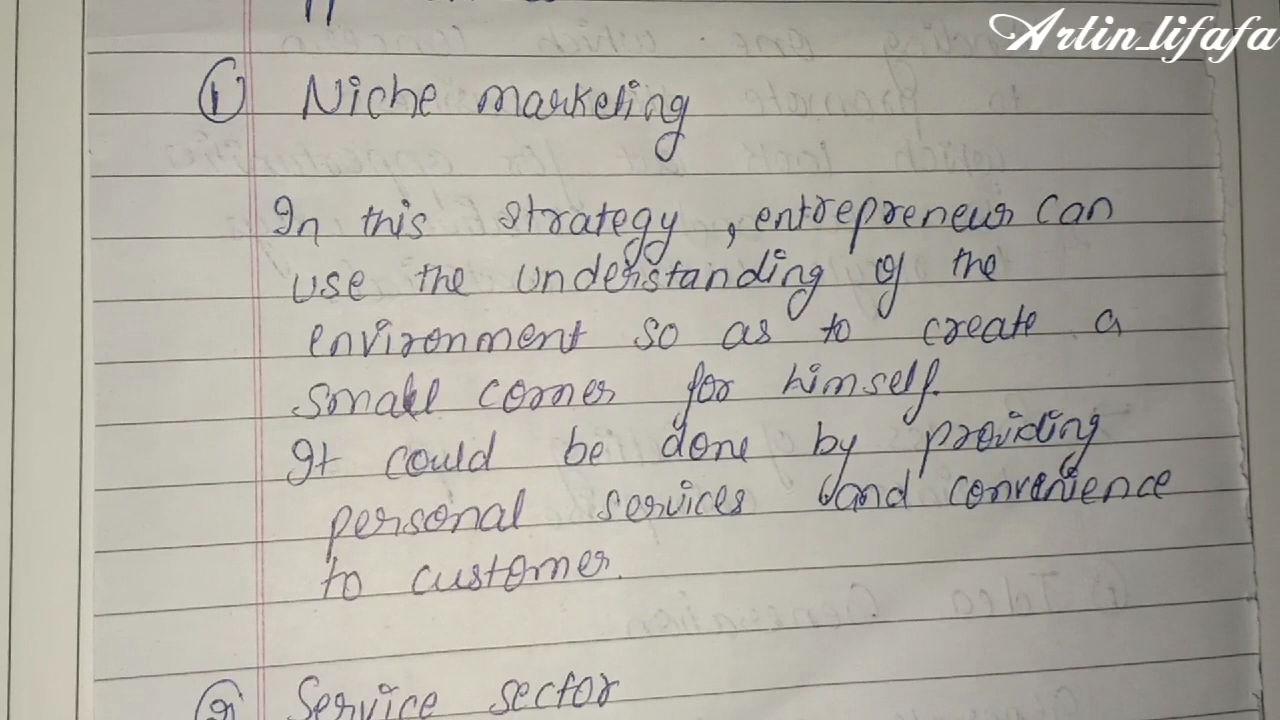 Artin_lifafa
① Niche marketing
In this strategy, entrepreneur can
use the understanding of the
environment so as to create a
small corner for himself.
It could be done by providing
personal services and convenience
to customer.
② Service sector